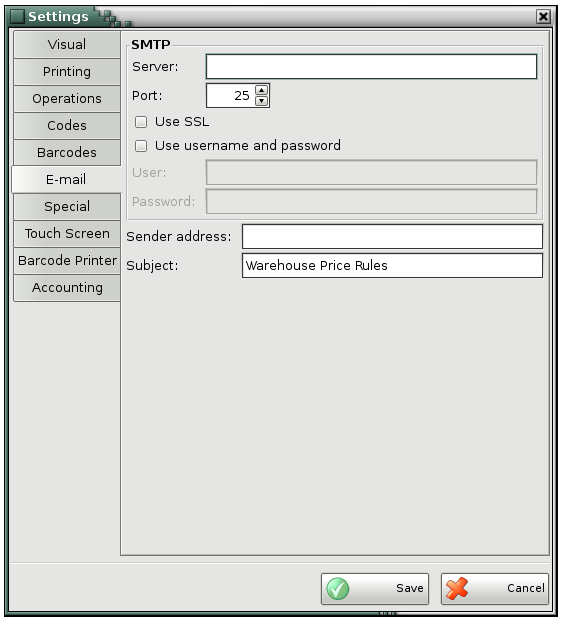 Settings
Visual
Printing
Operations
Codes
Barcodes
E-mail
Special
Touch Screen
Barcode Printer
Accounting
SMTP
Server:
Port: 25
Use SSL
Use username and password
User:
Password:
Sender address:
Subject: Warehouse Price Rules
Save Cancel